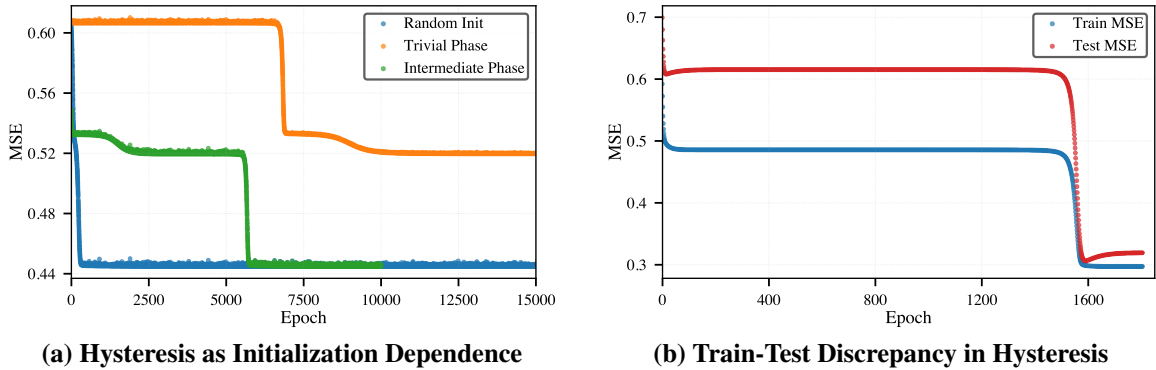 0.60
0.56
0.52
0.48
0.44
MSE
0
2500
5000
7500
10000
12500
15000
Epoch
Random Init
Trivial Phase
Intermediate Phase
(a) Hysteresis as Initialization Dependence
0.7
0.6
0.5
0.4
0.3
MSE
0
400
800
1200
1600
Epoch
Train MSE
Test MSE
(b) Train-Test Discrepancy in Hysteresis